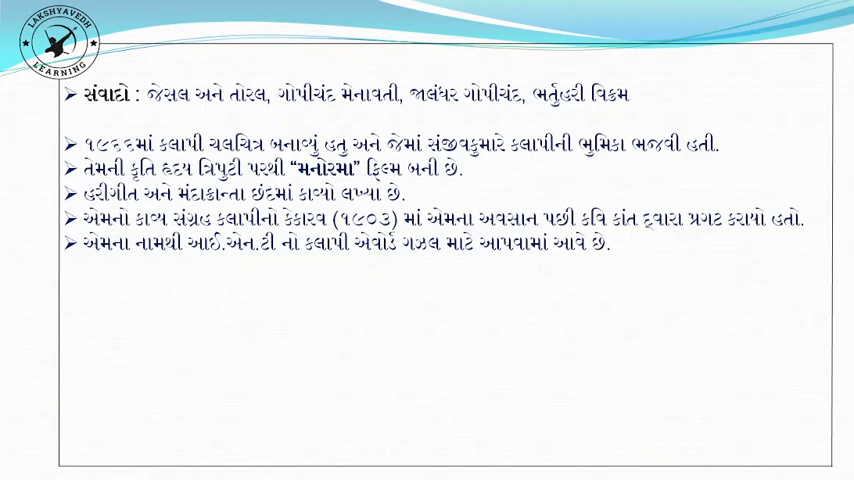 LAKSHYAVEDH
LEARNING
➢ સંવાદો : જેસલ અને તોરલ, ગોપીચંદ મેનાવતી, જાલંધર ગોપીચંદ, ભર્તુહરી વિક્રમ
➢ ૧૯૬૬માં કલાપી ચલચિત્ર બનાવ્યું હતુ અને જેમાં સંજીવકુમારે કલાપીની ભુમિકા ભજવી હતી.
➢ તેમની કૃતિ હૃદય ત્રિપુટી પરથી “મનોરમા” ફિલ્મ બની છે.
➢ હરીગીત અને મંદાક્રાન્તા છંદમાં કાવ્યો લખ્યા છે.
➢ એમનો કાવ્ય સંગ્રહ કલાપીનો કેકારવ (૧૯૦૩) માં એમના અવસાન પછી કવિ કાંત દ્વારા પ્રગટ કરાયો હતો.
➢ એમના નામથી આઈ.એન.ટી નો કલાપી એવોર્ડ ગઝલ માટે આપવામાં આવે છે.